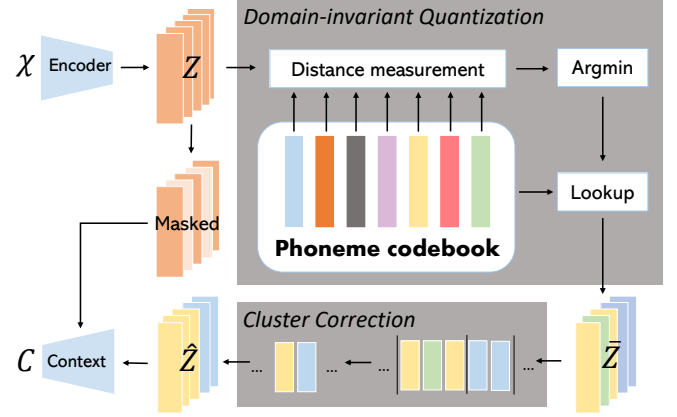 Domain-invariant Quantization
χ Encoder Z Distance measurement Argmin
Masked Phoneme codebook Lookup
Cluster Correction
C Context Ẑ ... ... ... ... Z̄